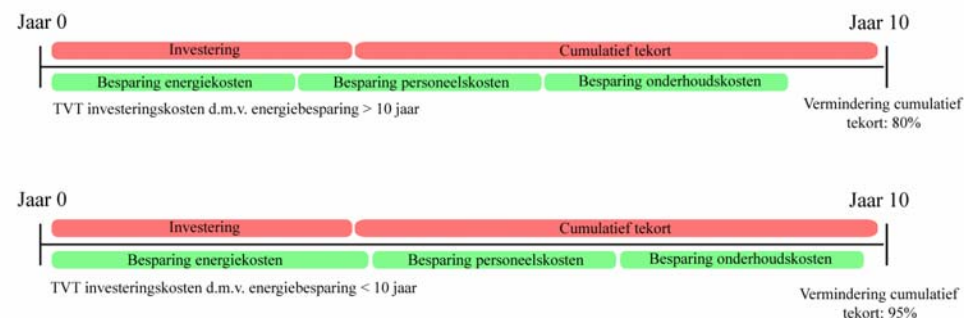 Jaar 0 Jaar 10
Investering Cumulatief tekort
Besparing energiekosten Besparing personeelskosten Besparing onderhoudskosten
TVT investeringskosten d.m.v. energiebesparing > 10 jaar
Vermindering cumulatief
tekort: 80%
Jaar 0 Jaar 10
Investering Cumulatief tekort
Besparing energiekosten Besparing personeelskosten Besparing onderhoudskosten
TVT investeringskosten d.m.v. energiebesparing < 10 jaar
Vermindering cumulatief
tekort: 95%